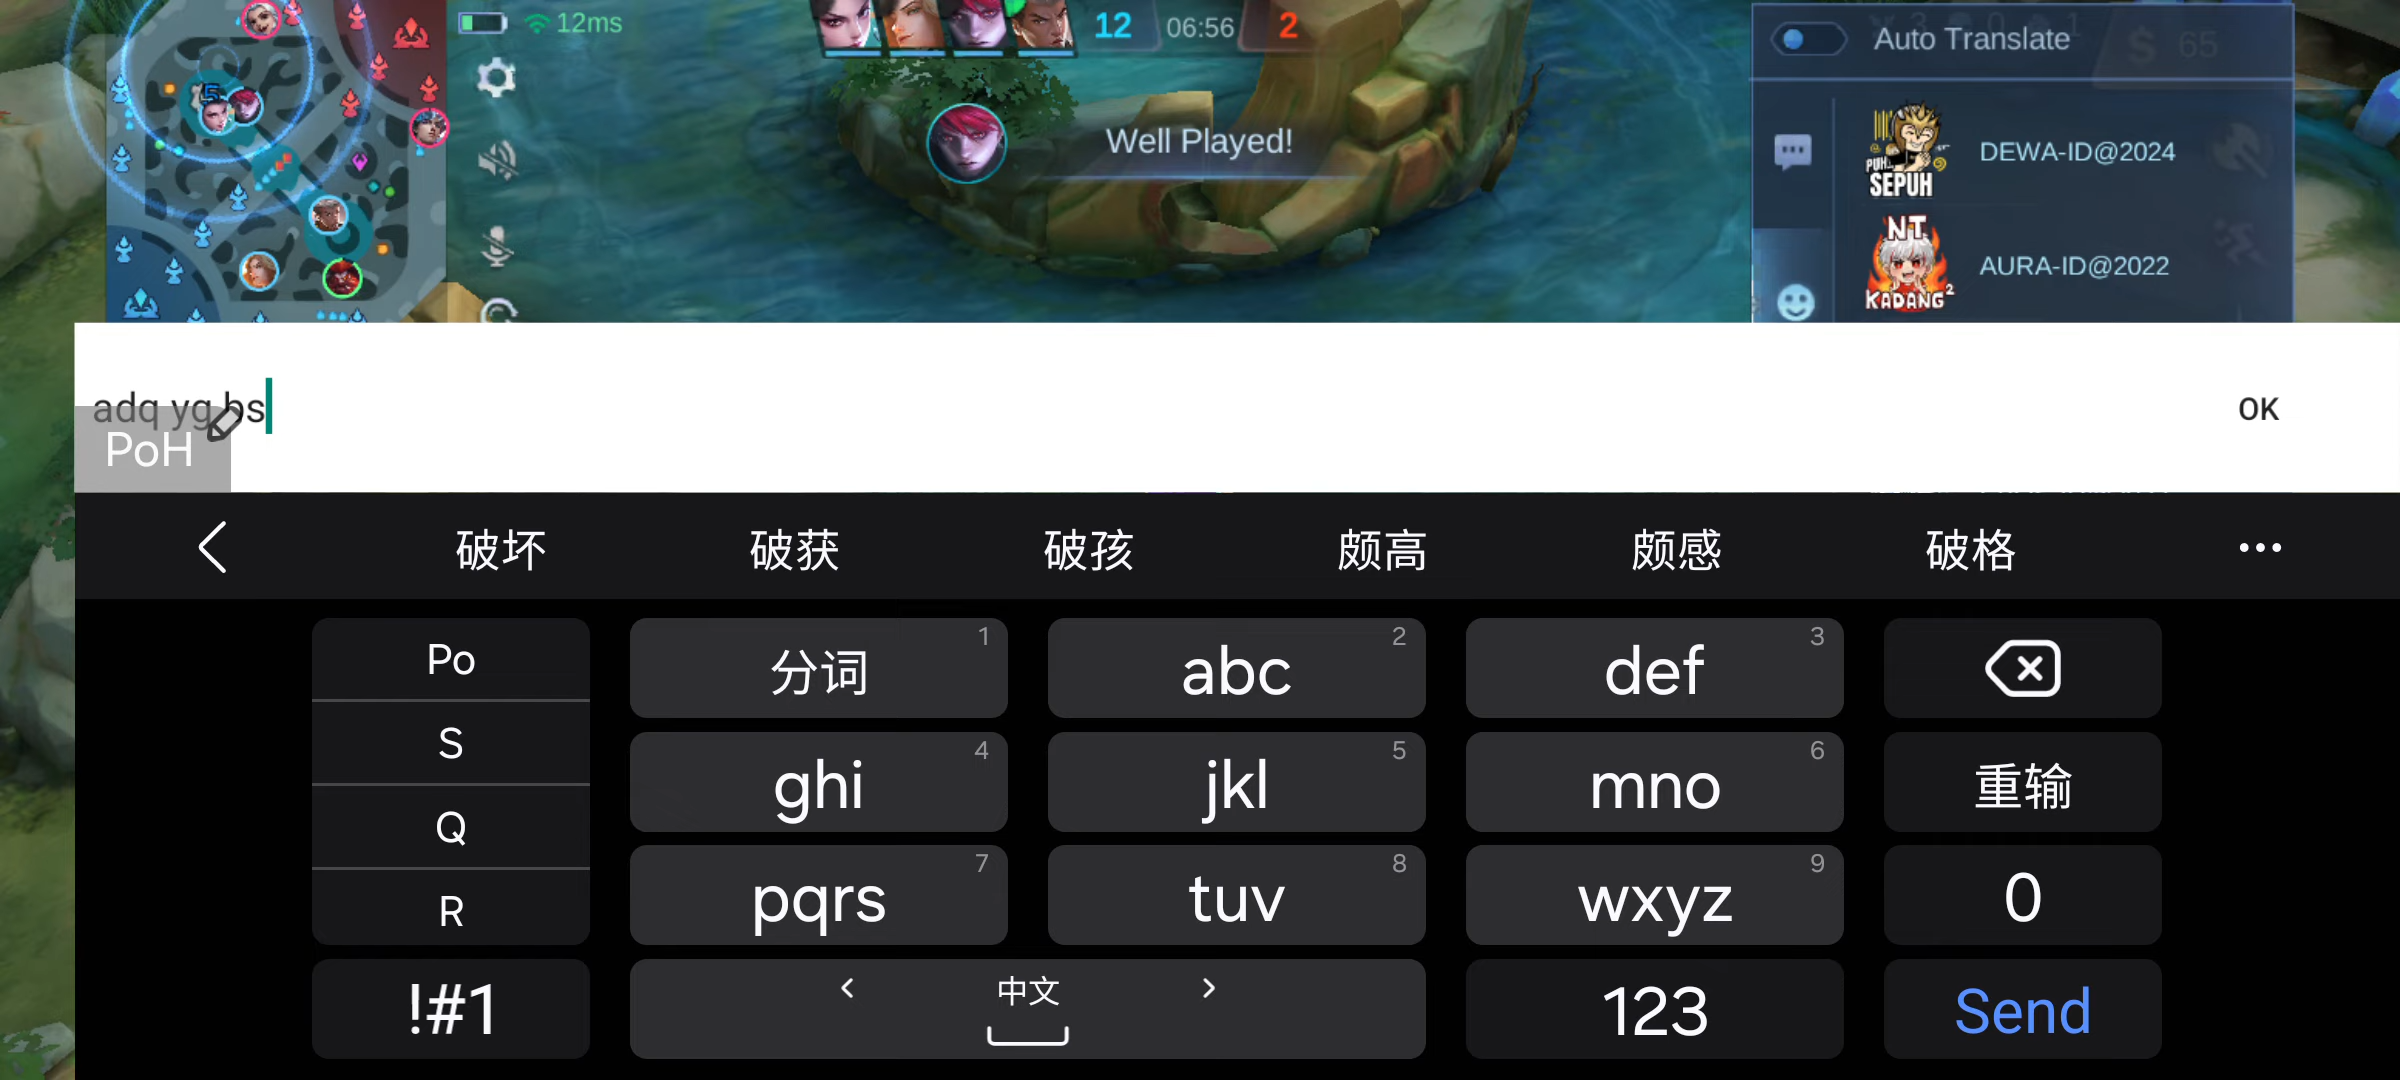 12ms
12 06:56 2
Auto Translate
Well Played!
PUH.. SEPUH
DEWA-ID@2024
NT KADANG²
AURA-ID@2022
adq yg bs
OK
PoH
破坏 破获 破孩 颇高 颇感 破格 ...
Po
S
Q
R
分词 1
abc 2
def 3
ghi 4
jkl 5
mno 6
重输
pqrs 7
tuv 8
wxyz 9
0
!#1
< 中文 >
123
Send